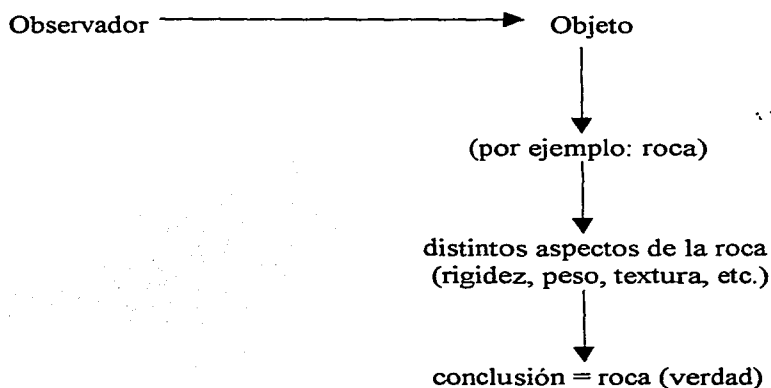 Observador Objeto
(por ejemplo: roca)
distintos aspectos de la roca
(rigidez, peso, textura, etc.)
conclusión = roca (verdad)